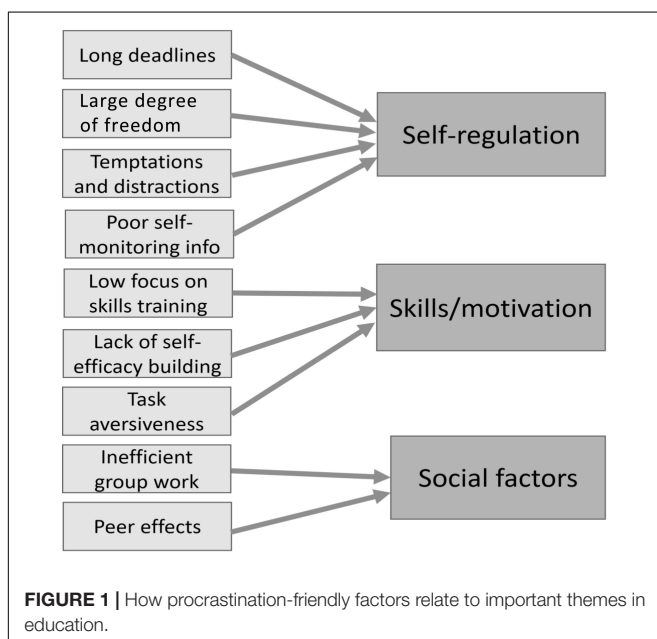 Long deadlines
Large degree
of freedom
Temptations
and distractions
Poor self-
monitoring info
Low focus on
skills training
Lack of self-
efficacy building
Task
aversiveness
Inefficient
group work
Peer effects
Self-regulation
Skills/motivation
Social factors
FIGURE 1 | How procrastination-friendly factors relate to important themes in
education.